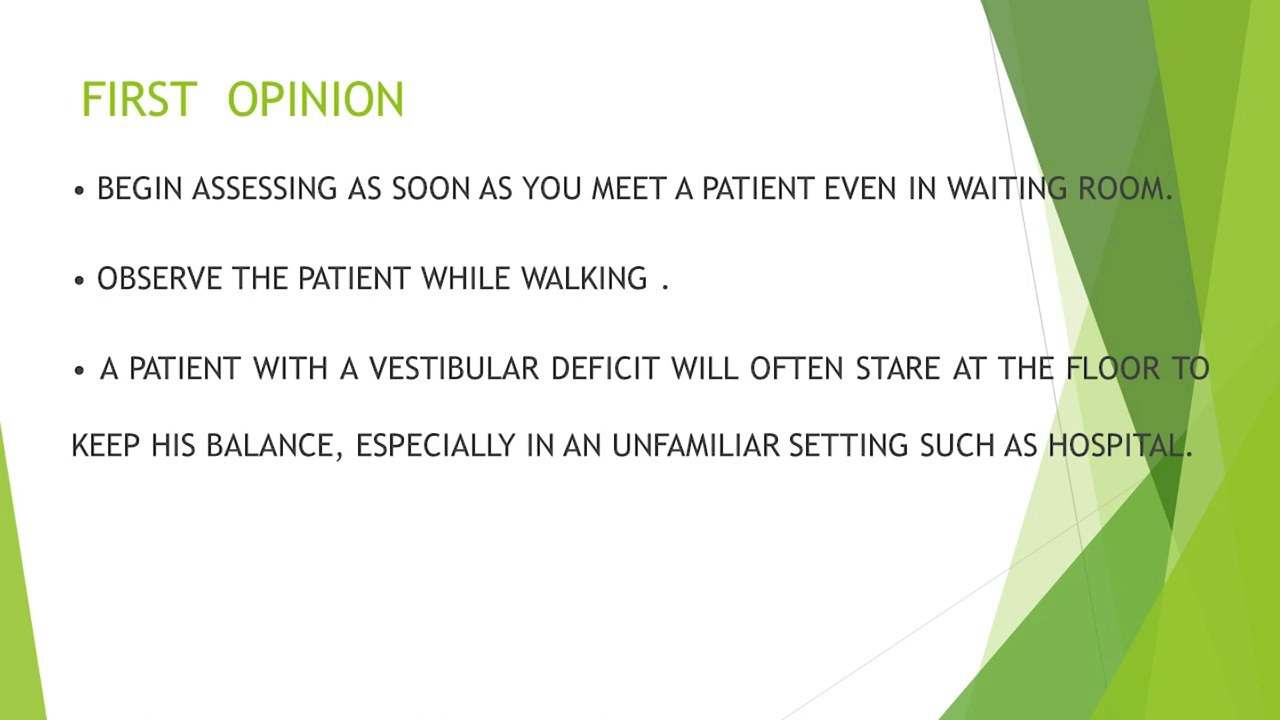 FIRST OPINION
• BEGIN ASSESSING AS SOON AS YOU MEET A PATIENT EVEN IN WAITING ROOM.
• OBSERVE THE PATIENT WHILE WALKING .
• A PATIENT WITH A VESTIBULAR DEFICIT WILL OFTEN STARE AT THE FLOOR TO
KEEP HIS BALANCE, ESPECIALLY IN AN UNFAMILIAR SETTING SUCH AS HOSPITAL.